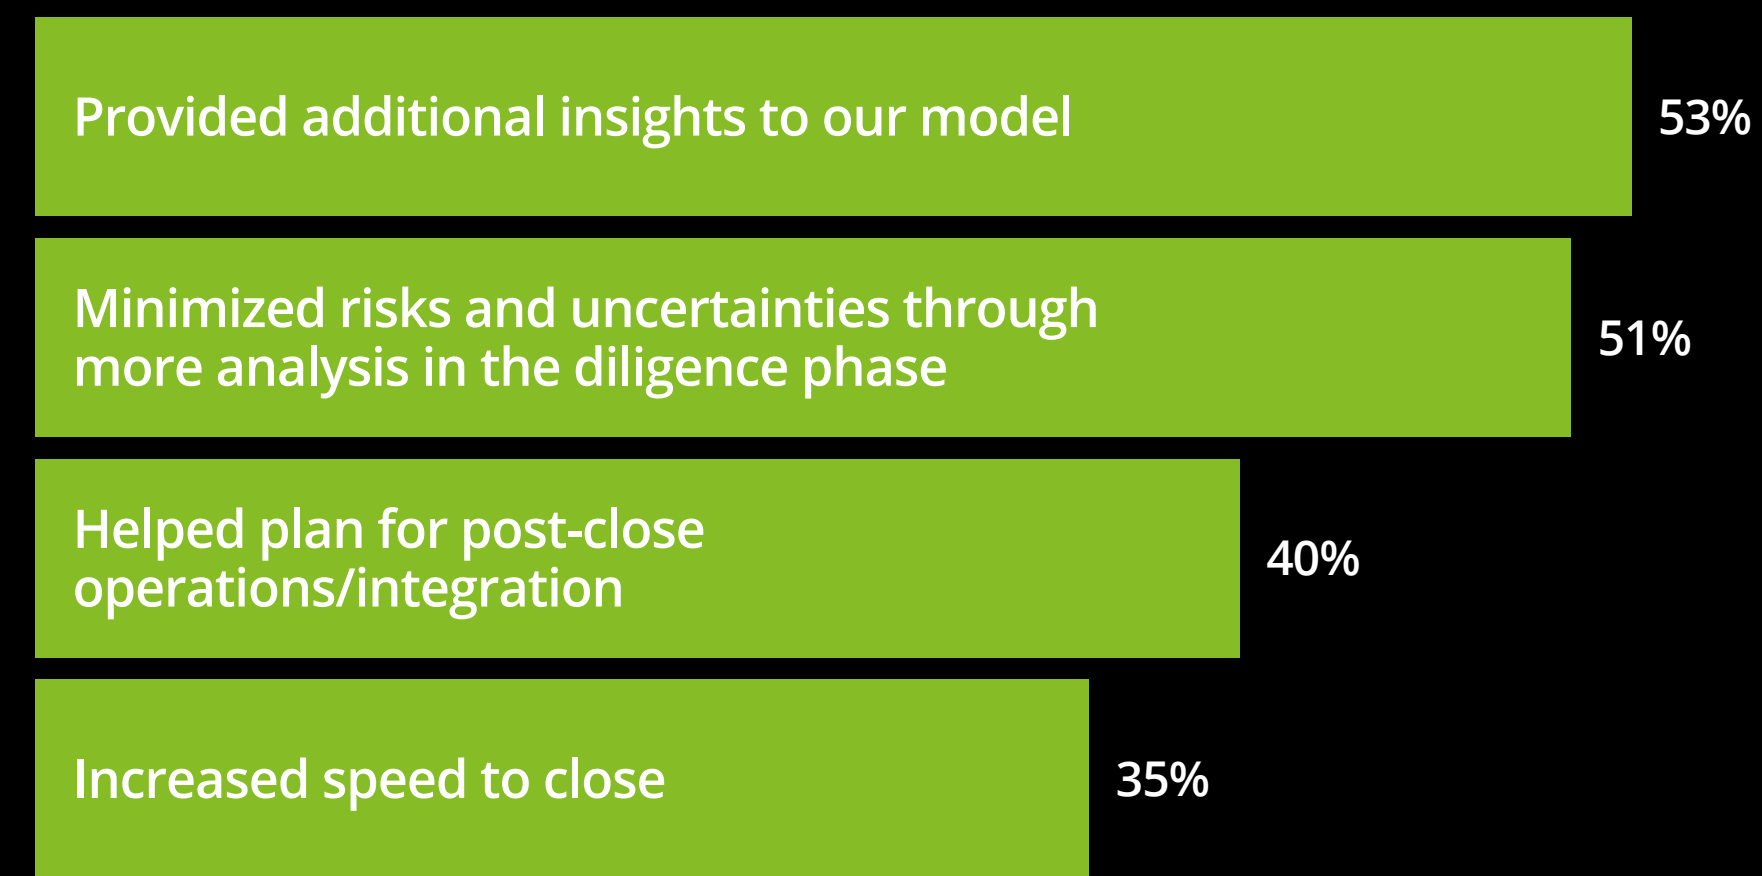 Provided additional insights to our model
53%
Minimized risks and uncertainties through
more analysis in the diligence phase
51%
Helped plan for post-close
operations/integration
40%
Increased speed to close
35%